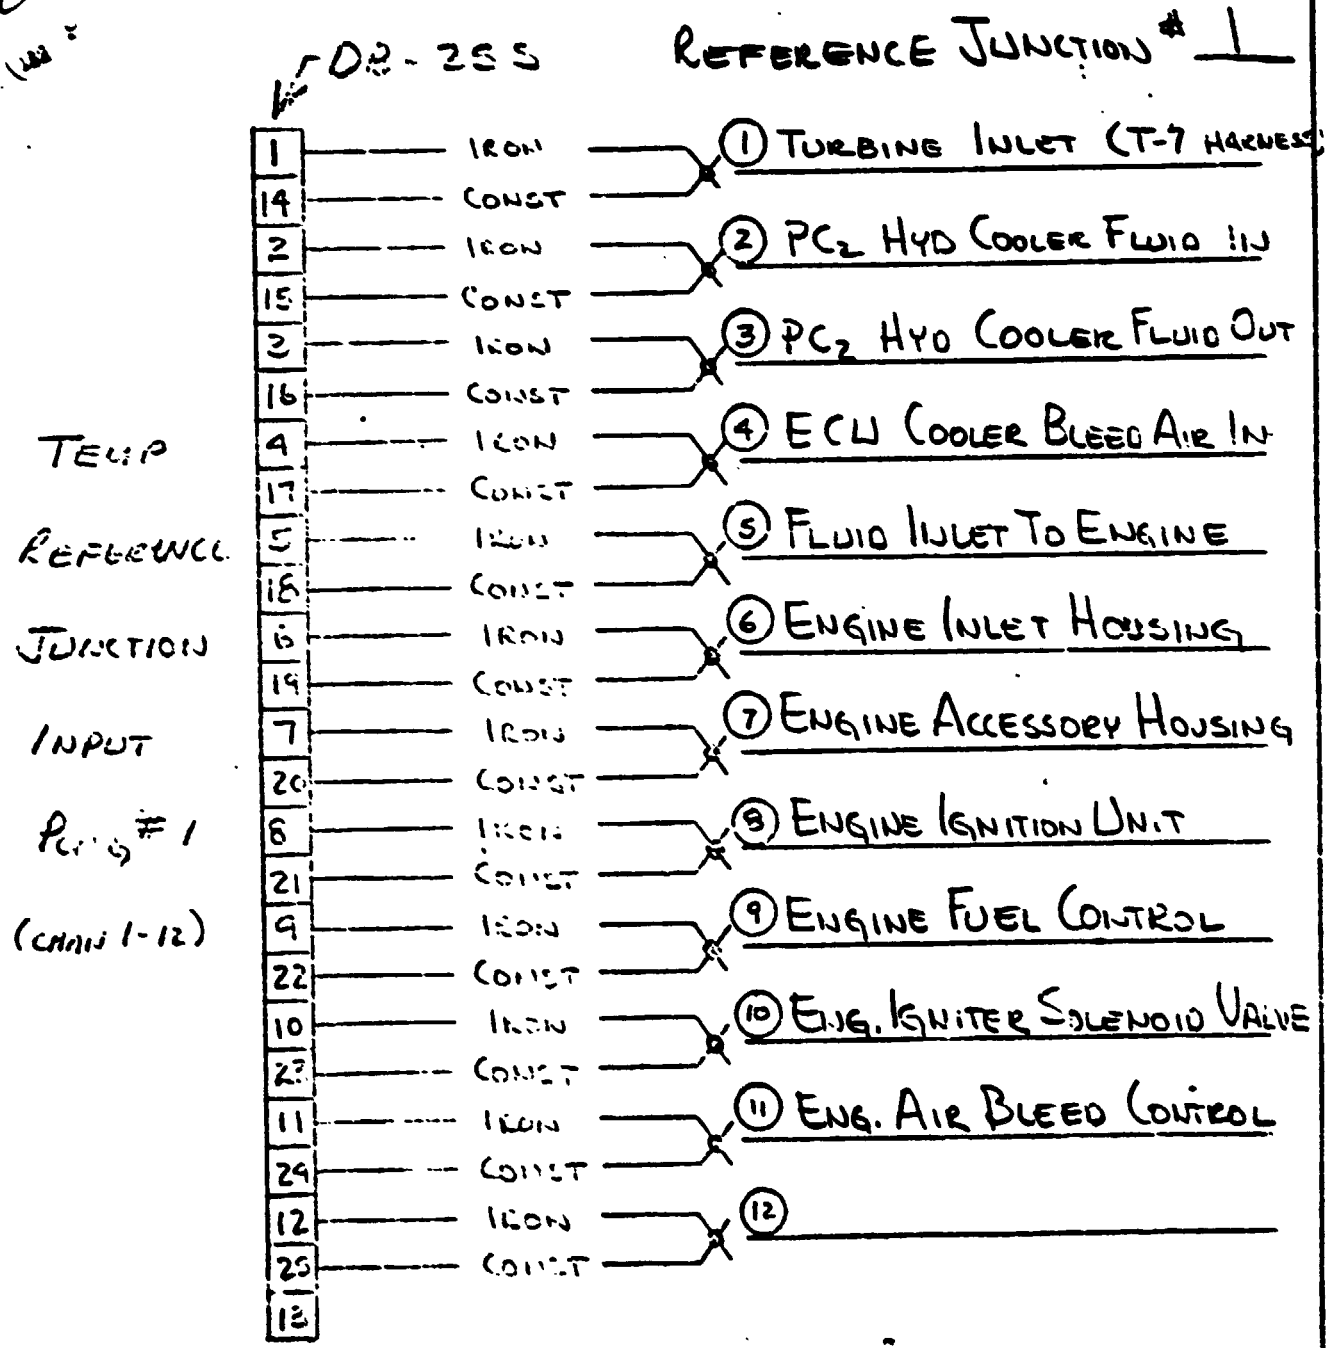 DB-25S REFERENCE JUNCTION # 1
1 IRON ① TURBINE INLET (T-7 HARNESS)
14 CONST
2 IRON ② PC2 HYD COOLER FLUID IN
15 CONST
3 IRON ③ PC2 HYD COOLER FLUID OUT
16 CONST
4 IRON ④ ECU COOLER BLEED AIR IN
17 CONST
5 IRON ⑤ FLUID INLET TO ENGINE
18 CONST
6 IRON ⑥ ENGINE INLET HOUSING
19 CONST
7 IRON ⑦ ENGINE ACCESSORY HOUSING
20 CONST
8 IRON ⑧ ENGINE IGNITION UNIT
21 CONST
9 IRON ⑨ ENGINE FUEL CONTROL
22 CONST
10 IRON ⑩ ENG. IGNITER SOLENOID VALVE
23 CONST
11 IRON ⑪ ENG. AIR BLEED CONTROL
24 CONST
12 IRON ⑫
25 CONST
13
TEMP
REFERENCE
JUNCTION
INPUT
# 1
(CHAN 1-12)